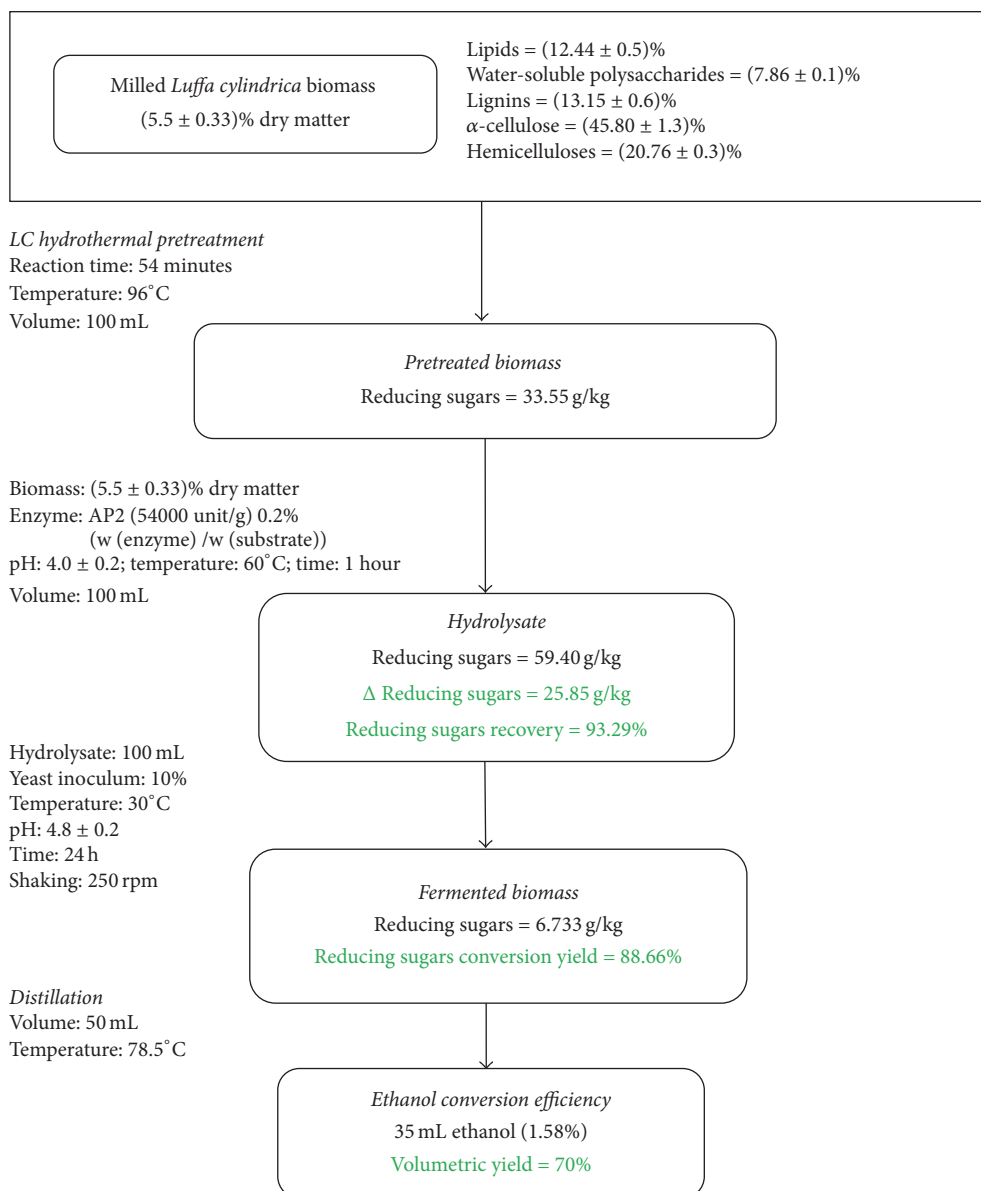 Milled Luffa cylindrica biomass
(5.5 ± 0.33)% dry matter
Lipids = (12.44 ± 0.5)%
Water-soluble polysaccharides = (7.86 ± 0.1)%
Lignins = (13.15 ± 0.6)%
α-cellulose = (45.80 ± 1.3)%
Hemicelluloses = (20.76 ± 0.3)%
LC hydrothermal pretreatment
Reaction time: 54 minutes
Temperature: 96°C
Volume: 100 mL
Pretreated biomass
Reducing sugars = 33.55 g/kg
Biomass: (5.5 ± 0.33)% dry matter
Enzyme: AP2 (54000 unit/g) 0.2%
(w (enzyme) /w (substrate))
pH: 4.0 ± 0.2; temperature: 60°C; time: 1 hour
Volume: 100 mL
Hydrolysate
Reducing sugars = 59.40 g/kg
Δ Reducing sugars = 25.85 g/kg
Reducing sugars recovery = 93.29%
Hydrolysate: 100 mL
Yeast inoculum: 10%
Temperature: 30°C
pH: 4.8 ± 0.2
Time: 24 h
Shaking: 250 rpm
Fermented biomass
Reducing sugars = 6.733 g/kg
Reducing sugars conversion yield = 88.66%
Distillation
Volume: 50 mL
Temperature: 78.5°C
Ethanol conversion efficiency
35 mL ethanol (1.58%)
Volumetric yield = 70%